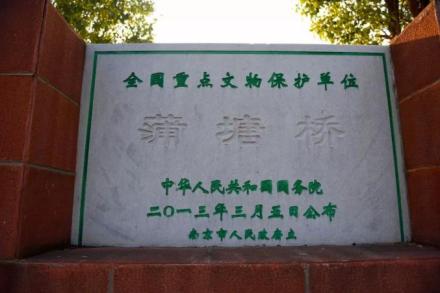 全国重点文物保护单位
蒲塘桥
中华人民共和国国务院
二〇一三年三月五日公布
南京市人民政府立